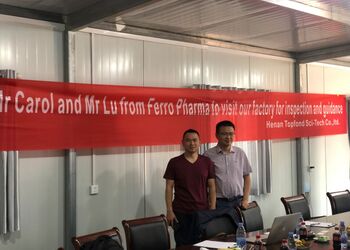 Mr Carol and Mr Lu from Ferro Pharma to visit our factory for inspection and guidance
Henan Topfond Sci-Tech Co.,ltd.